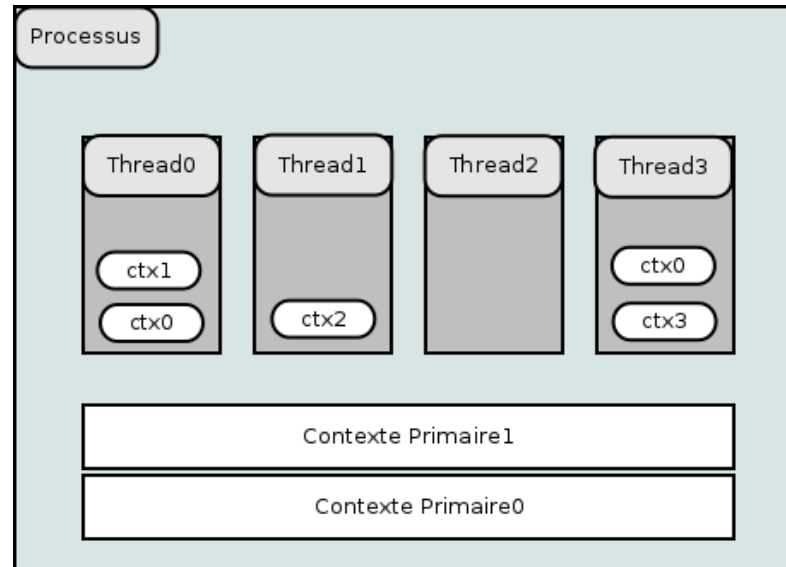 Processus
Thread0
Thread1
Thread2
Thread3
ctx1
ctx0
ctx2
ctx0
ctx3
Contexte Primaire1
Contexte Primaire0